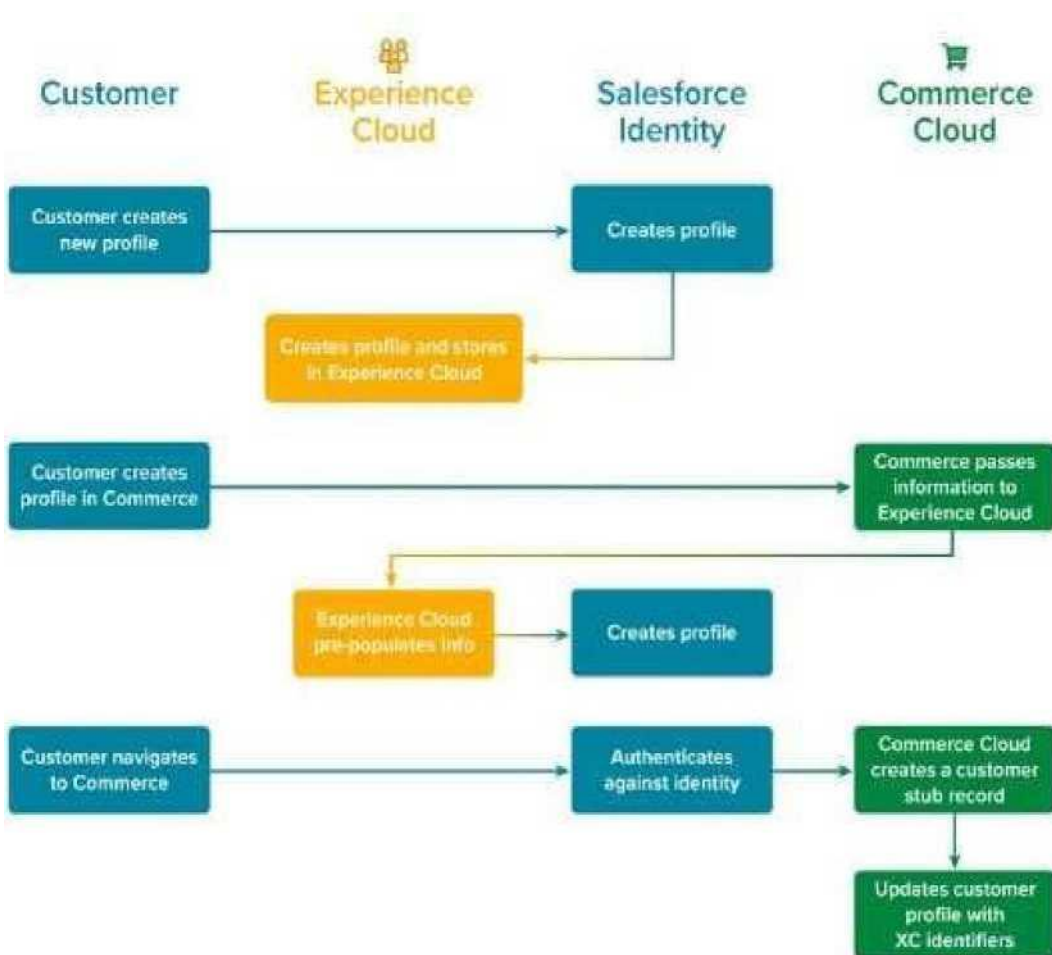 Customer
Experience
Cloud
Salesforce
Identity
Commerce
Cloud
Customer creates
new profile
Creates profile
Creates profile and stores
in Experience Cloud
Customer creates
profile in Commerce
Commerce passes
information to
Experience Cloud
Experience Cloud
pre-populates info
Creates profile
Customer navigates
to Commerce
Authenticates
against identity
Commerce Cloud
creates a customer
stub record
Updates customer
profile with
XC identifiers